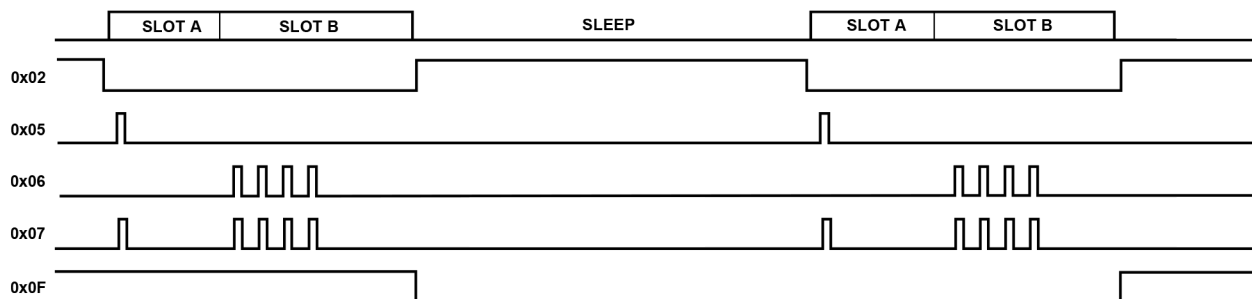 SLOT A SLOT B SLEEP SLOT A SLOT B
0x02
0x05
0x06
0x07
0x0F